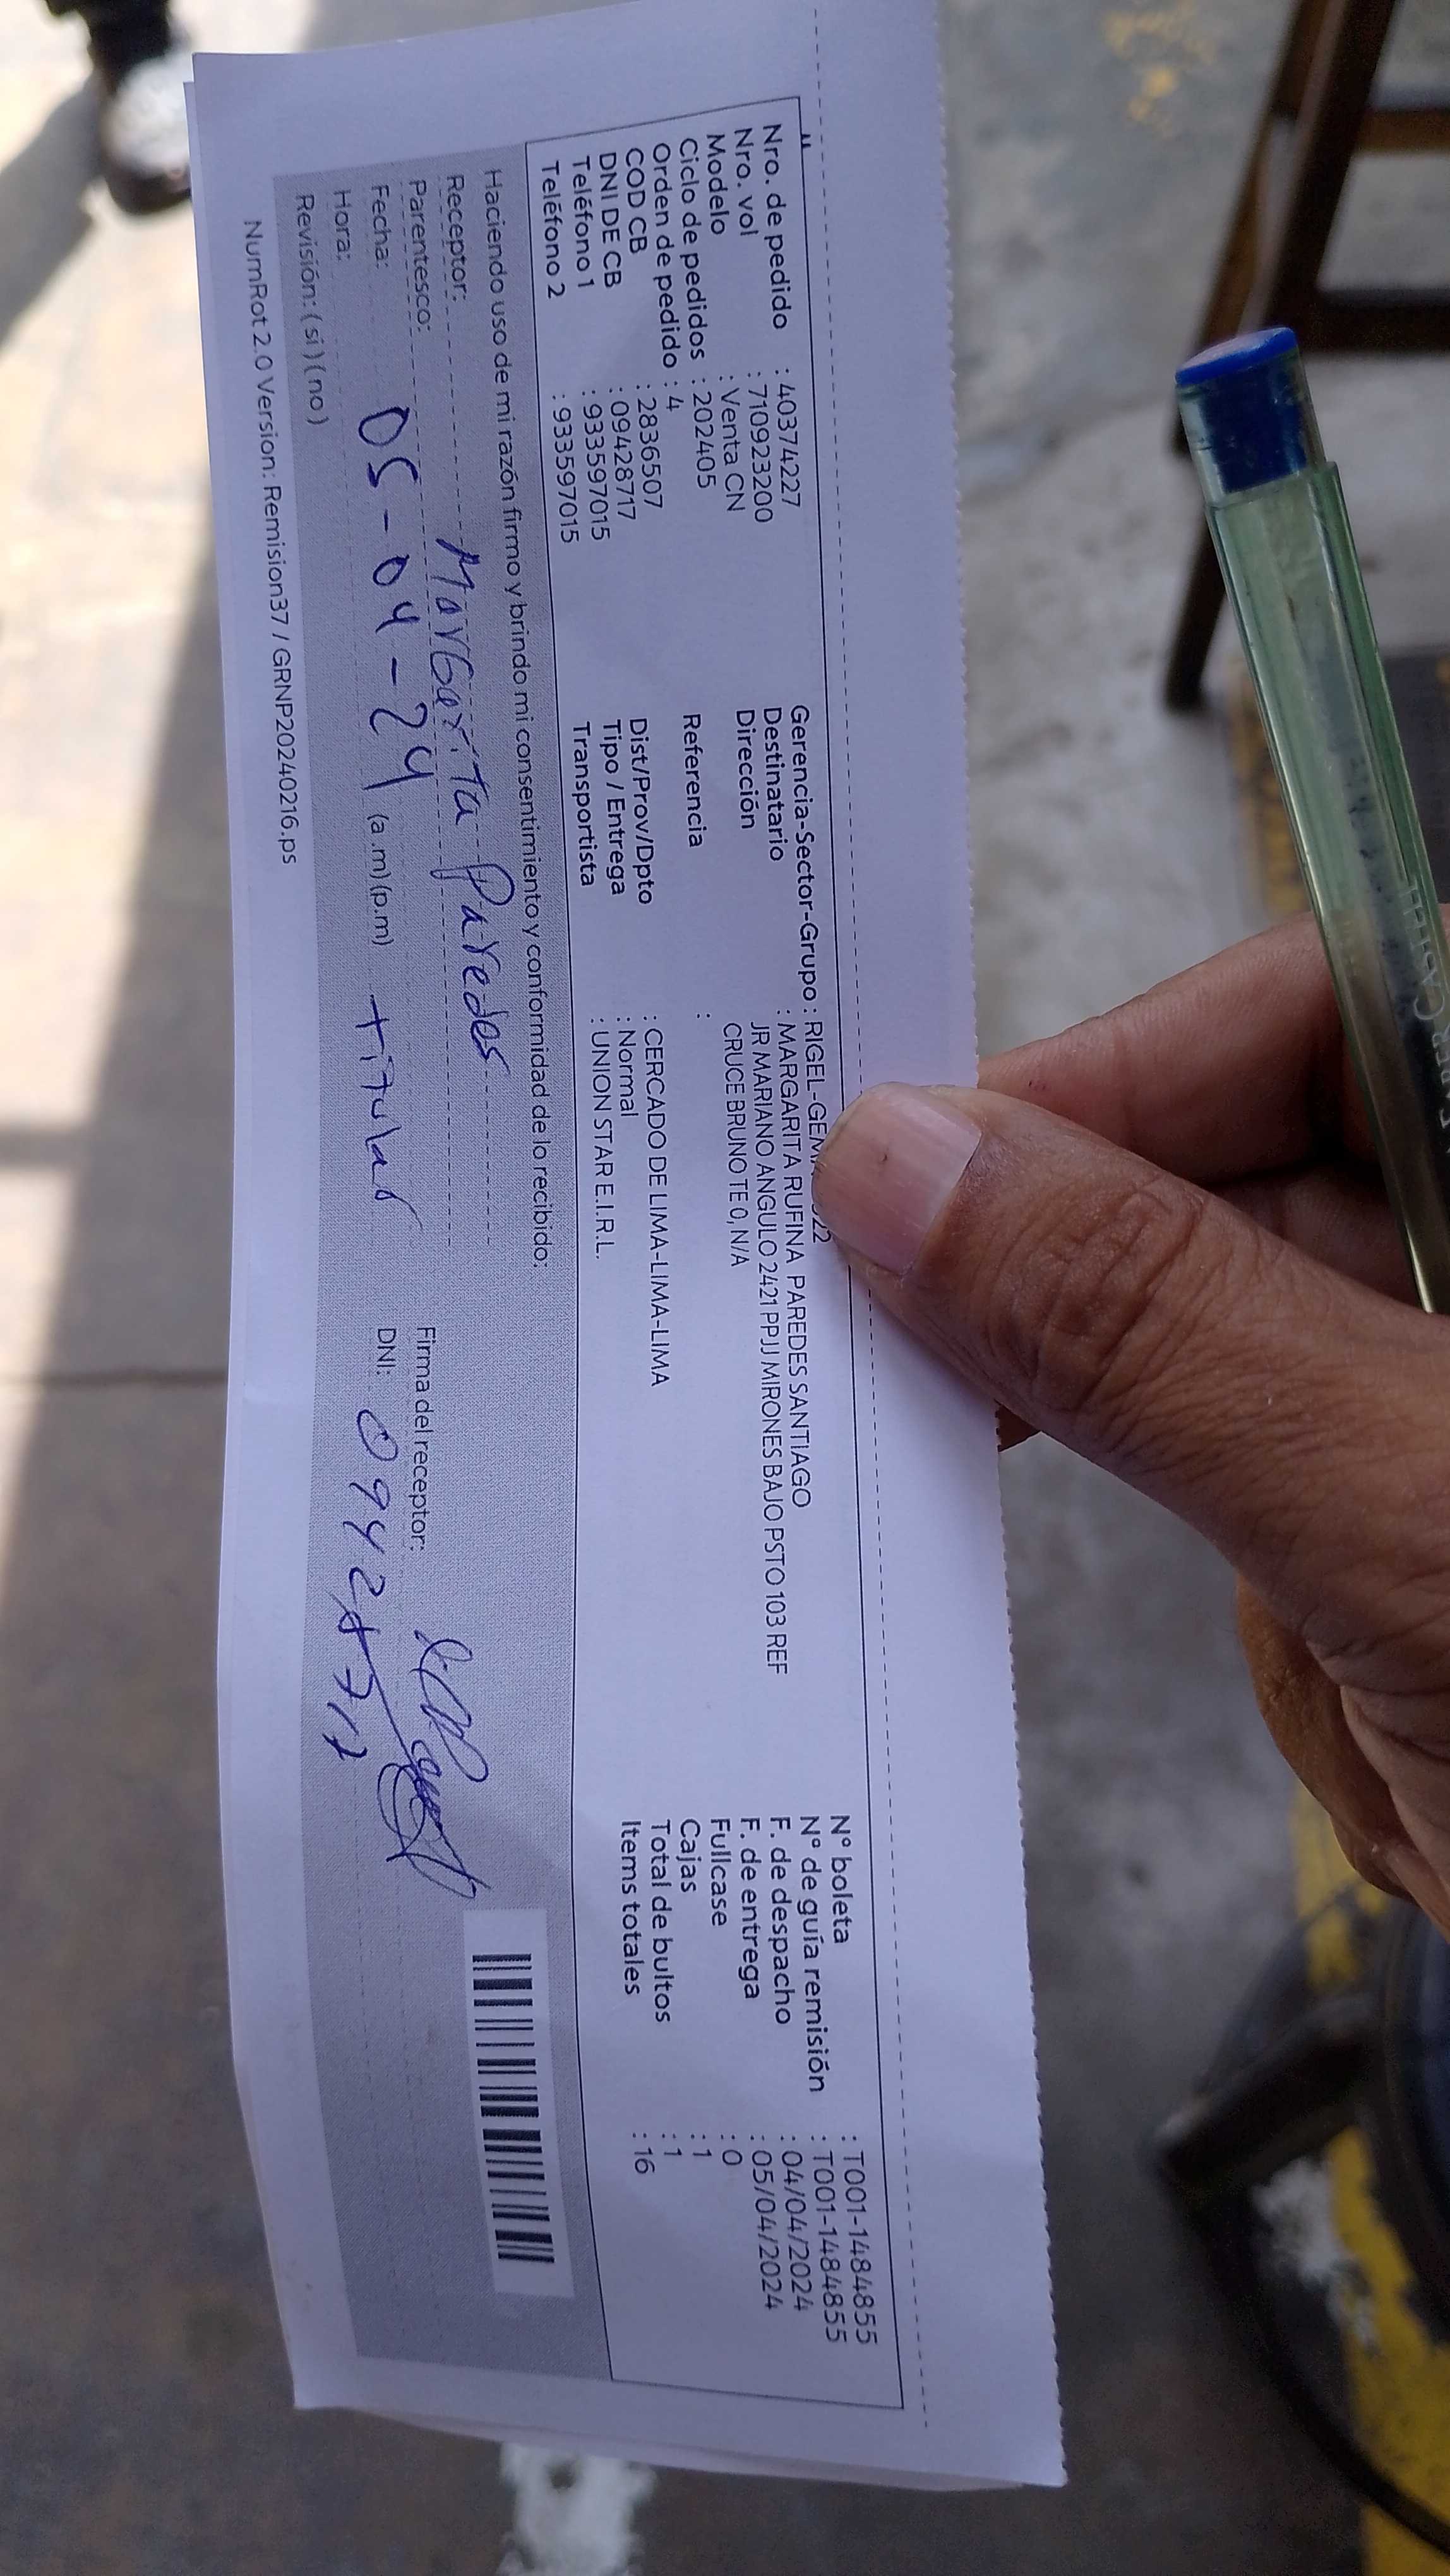 Nro. de pedido : 40374227
Nro. vol : 710923200
Modelo : Venta CN
Ciclo de pedidos : 202405
Orden de pedido : 4
COD CB : 2836507
DNI DE CB : 09428717
Teléfono 1 : 933597015
Teléfono 2 : 933597015
Gerencia-Sector-Grupo : RIGEL-
Destinatario : MARGARITA RUFINA PAREDES SANTIAGO
Dirección JR MARIANO ANGULO 2421 PPJJ MIRONES BAJO PSTO 103 REF
CRUCE BRUNO TE 0, N/A
Referencia :
Dist/Prov/Dpto : CERCADO DE LIMA-LIMA-LIMA
Tipo / Entrega : Normal
Transportista : UNION STAR E.I.R.L.
N° boleta : T001-1484855
N° de guía remisión : T001-1484855
F. de despacho : 04/04/2024
F. de entrega : 05/04/2024
Fullcase : 0
Cajas : 1
Total de bultos : 1
Items totales : 16
Haciendo uso de mi razón firmo y brindo mi consentimiento y conformidad de lo recibido:
Receptor: Margarita Paredes
Parentesco:
Fecha: 05-04-24
Hora: (a.m) (p.m) titular
Revisión: ( si ) ( no )
Firma del receptor:
DNI: 09428717
NumRot 2.0 Version: Remision37 / GRNP20240216.ps